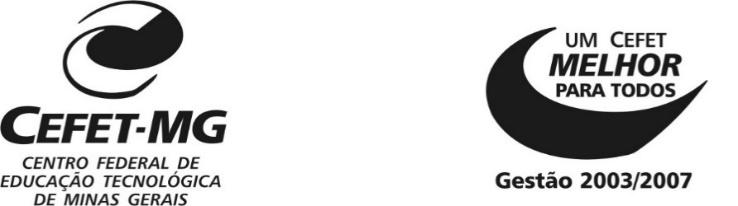 CEFET-MG
CENTRO FEDERAL DE
EDUCAÇÃO TECNOLÓGICA
DE MINAS GERAIS
UM CEFET
MELHOR
PARA TODOS
Gestão 2003/2007